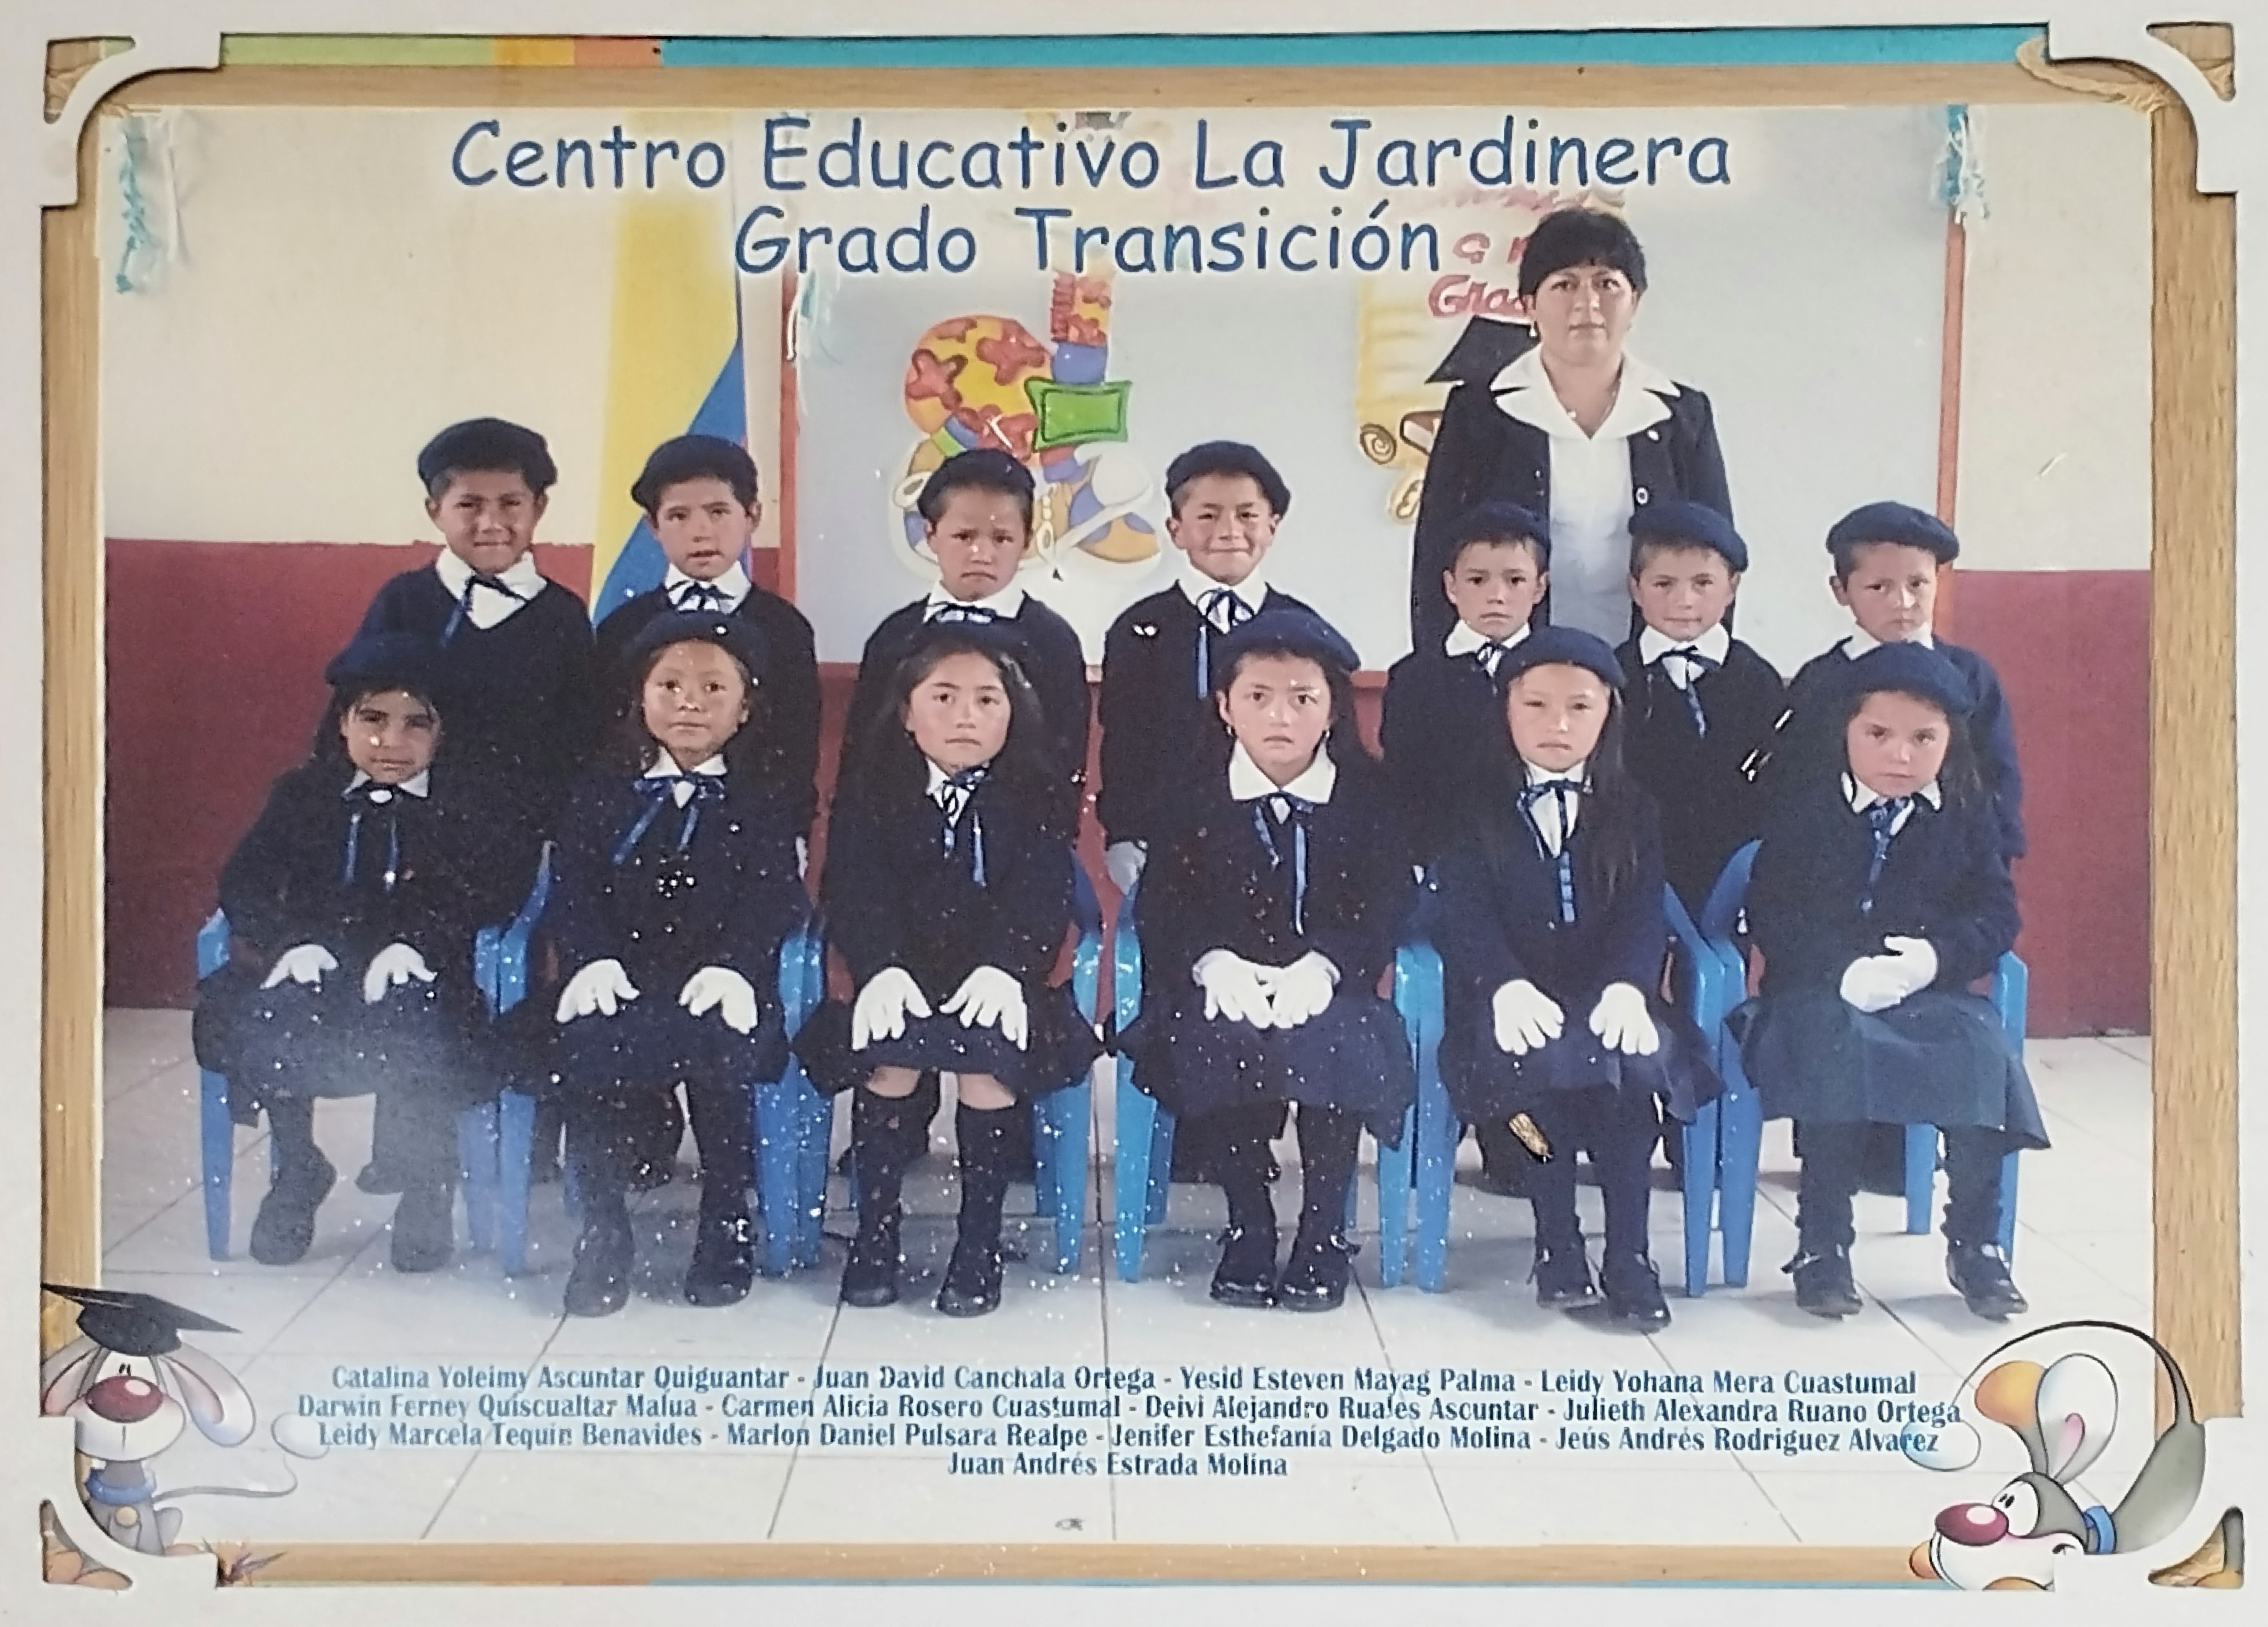 Centro Educativo La Jardinera
Grado Transición
Catalina Yoleimy Ascuntar Quiguantar - Juan David Canchala Ortega - Yesid Esteven Mayag Palma - Leidy Yohana Mera Cuastumal
Darwin Ferney Quiscualtar Malua - Carmen Alicia Rosero Cuastumal - Deivi Alejandro Ruales Ascuntar - Julieth Alexandra Ruano Ortega
Leidy Marcela Tequin Benavides - Marlon Daniel Pulsara Realpe - Jenifer Esthefanía Delgado Molina - Jeús Andrés Rodriguez Alvarez
Juan Andrés Estrada Molina